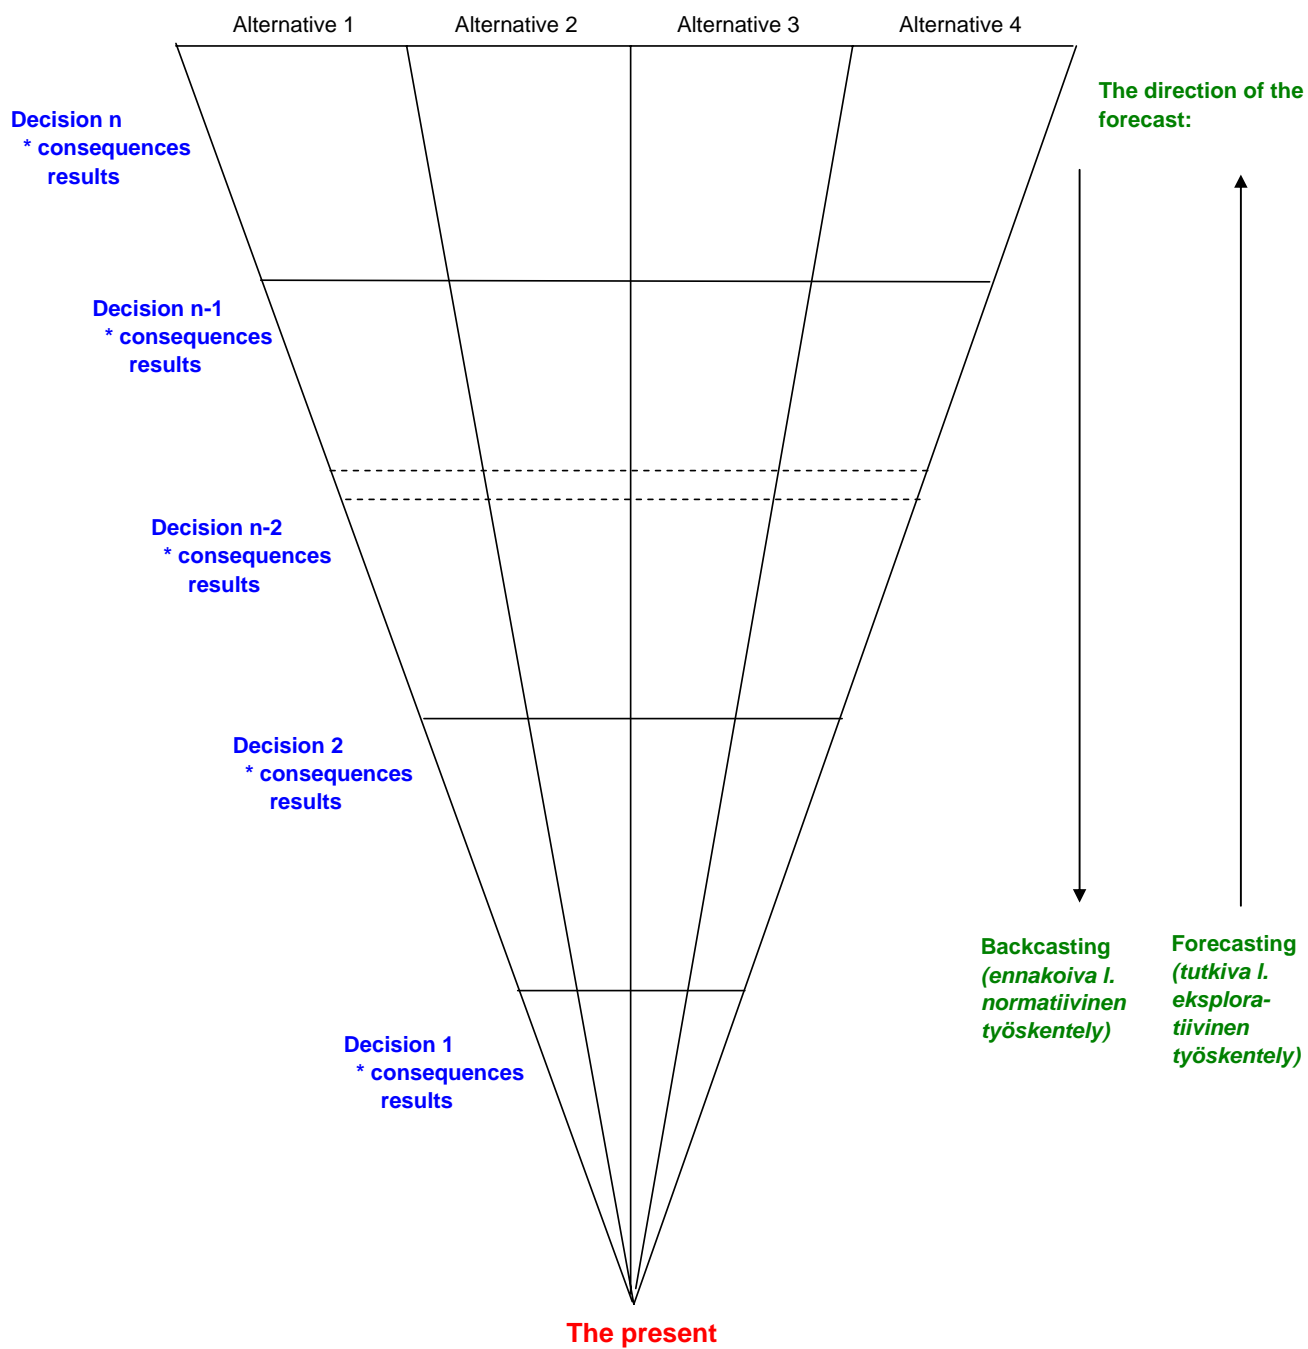 Alternative 1
Alternative 2
Alternative 3
Alternative 4
The direction of the
forecast:
Decision n
* consequences
results
Decision n-1
* consequences
results
Decision n-2
* consequences
results
Decision 2
* consequences
results
Backcasting
(ennakoiva l.
normatiivinen
työskentely)
Forecasting
(tutkiva l.
eksplora-
tiivinen
työskentely)
Decision 1
* consequences
results
The present